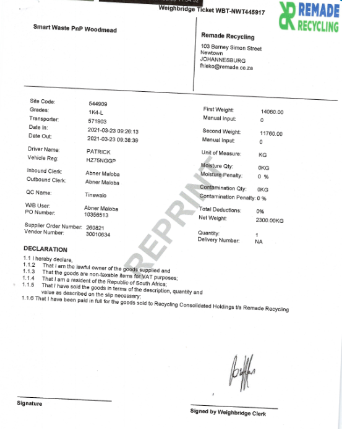 Weighbridge Ticket WBT-NWT445917
REMADE
RECYCLING
Smart Waste PnP Woodmead
Remade Recycling
103 Barney Simon Street
Newtown
JOHANNESBURG
Site Code: 544939
Grades: 1K4-L
Transporter: 571903
Date In: 2021-03-23 09:26:13
Date Out: 2021-03-23 09:38:39
Driver Name: PATRICK
Vehicle Reg: HZ75NGGP
Inbound Clerk: Abner Maloba
Outbound Clerk: Abner Maloba
QC Name:
W/B User: Abner Maloba
PO Number: 10356513
Supplier Order Number: 260821
Vendor Number: 30010634
First Weight: 14060.00
Manual Input: 0
Second Weight: 11760.00
Manual Input: 0
Unit of Measure: KG
Moisture Qty: 0KG
Moisture Penalty: 0 %
Contamination Qty: 0KG
Contamination Penalty: 0 %
Total Deductions: 0%
Net Weight: 2300.00KG
Quantity: 1
Delivery Number: NA
REPRINT
DECLARATION
1.1 I hereby declare,
1.1.2 That I am the lawful owner of the goods supplied and
1.1.3 That the goods are non-taxable items for VAT purposes;
1.1.4 That I am a resident of the Republic of South Africa;
1.1.5 That I have sold the goods in terms of the description, quantity and
value as described on the slip necessary:
1.1.6 That I have been paid in full for the goods sold to Recycling Consolidated Holdings t/a Remade Recycling
Signature
Signed by Weighbridge Clerk